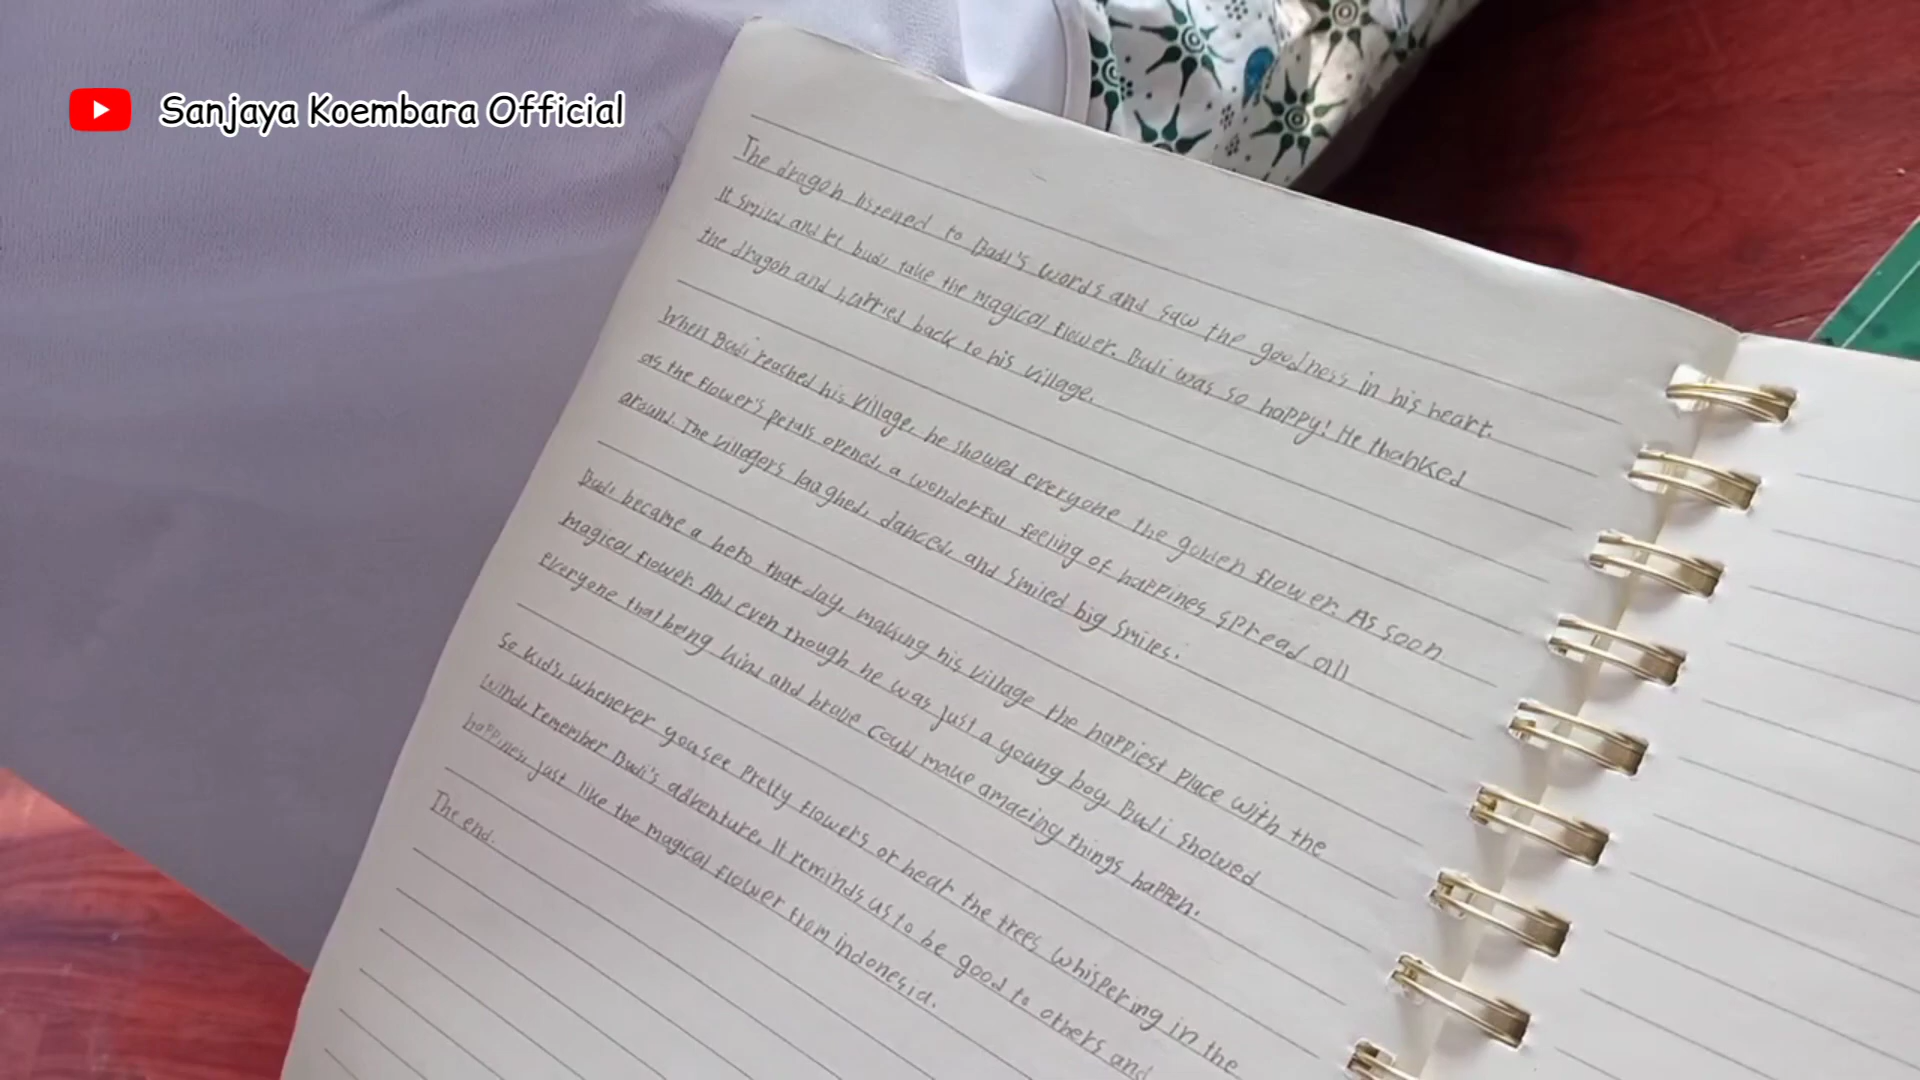 Sanjaya Koembara Official
The dragon listened to Budi's words and saw the goodness in his heart.
It smiled and let budi take the magical flower. Budi was so happy! He thanked
the dragon and hurried back to his village.
When Budi reached his village, he showed everyone the golden flower. As soon
as the flower's petals opened, a wonderful feeling of happines spread all
around. The villagers laughed, danced, and smiled big smiles.
Budi became a hero that day, making his village the happiest place with the
magical flower. And even though he was just a young boy, Budi showed
everyone that being kind and brave could make amazing things happen.
So kids, whenever you see pretty flowers or hear the trees whispering in the
wind, remember Budi's adventure. It reminds us to be good to others and
happines, just like the magical flower from indonesia.
The end.